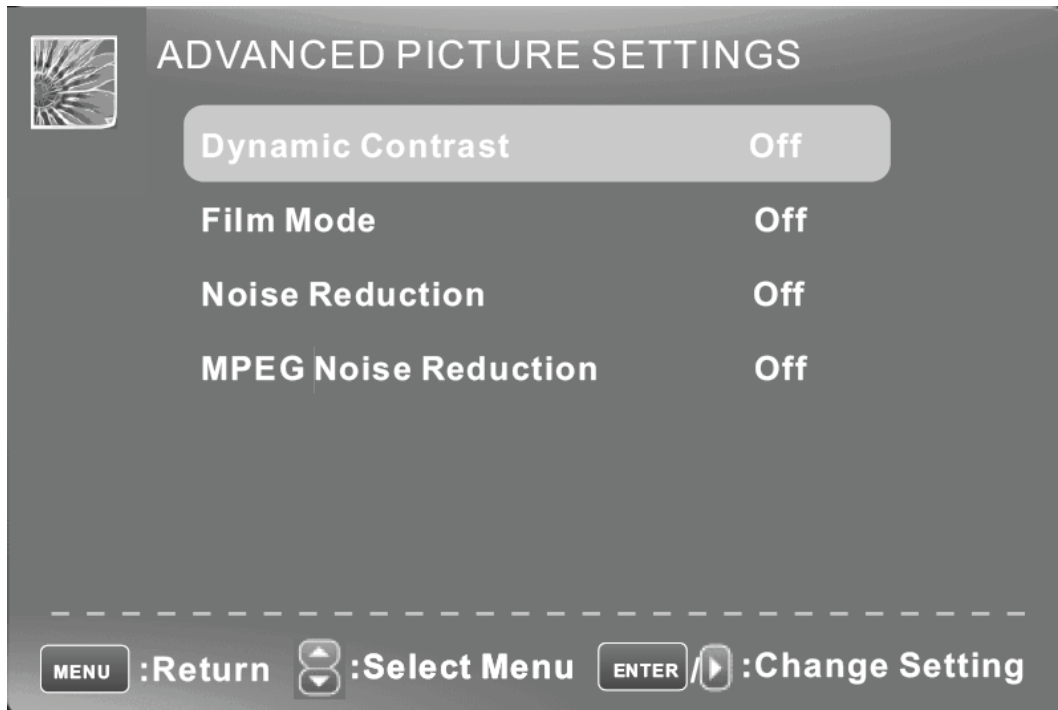 ADVANCED PICTURE SETTINGS
Dynamic Contrast Off
Film Mode Off
Noise Reduction Off
MPEG Noise Reduction Off
MENU :Return :Select Menu ENTER / :Change Setting